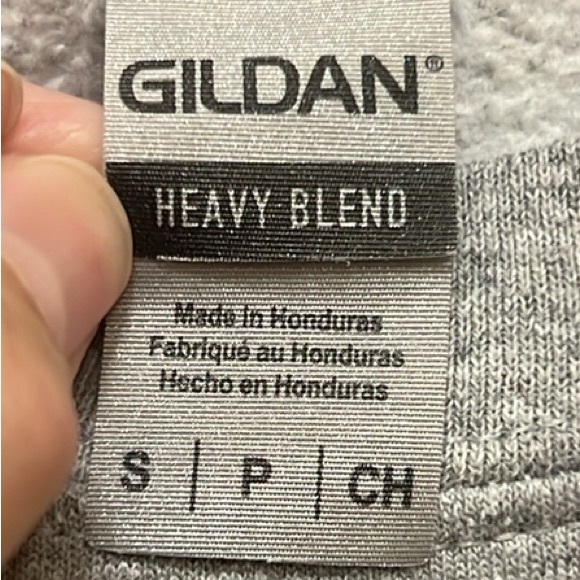 GILDAN®
HEAVY BLEND
Made in Honduras
Fabriqué au Honduras
Hecho en Honduras
S | P | CH